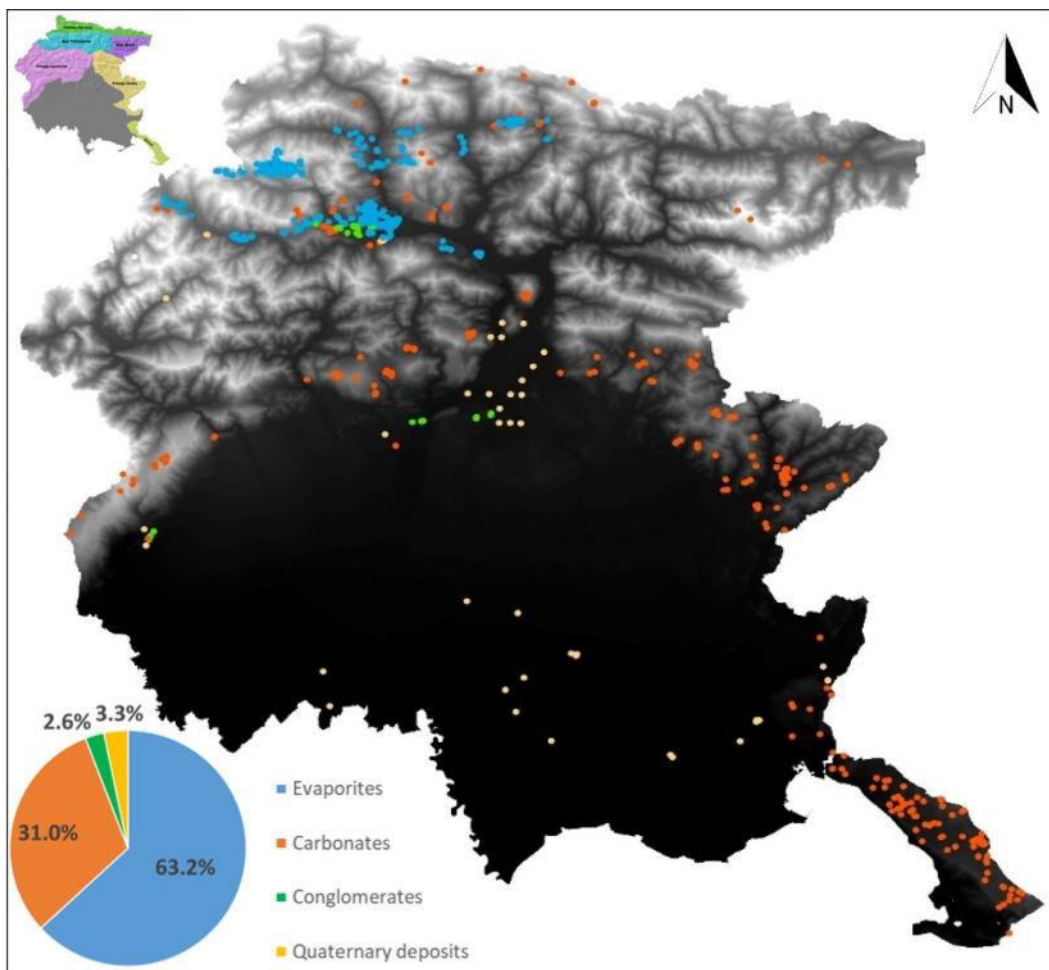 N
2.6%
3.3%
31.0%
63.2%
Evaporites
Carbonates
Conglomerates
Quaternary deposits